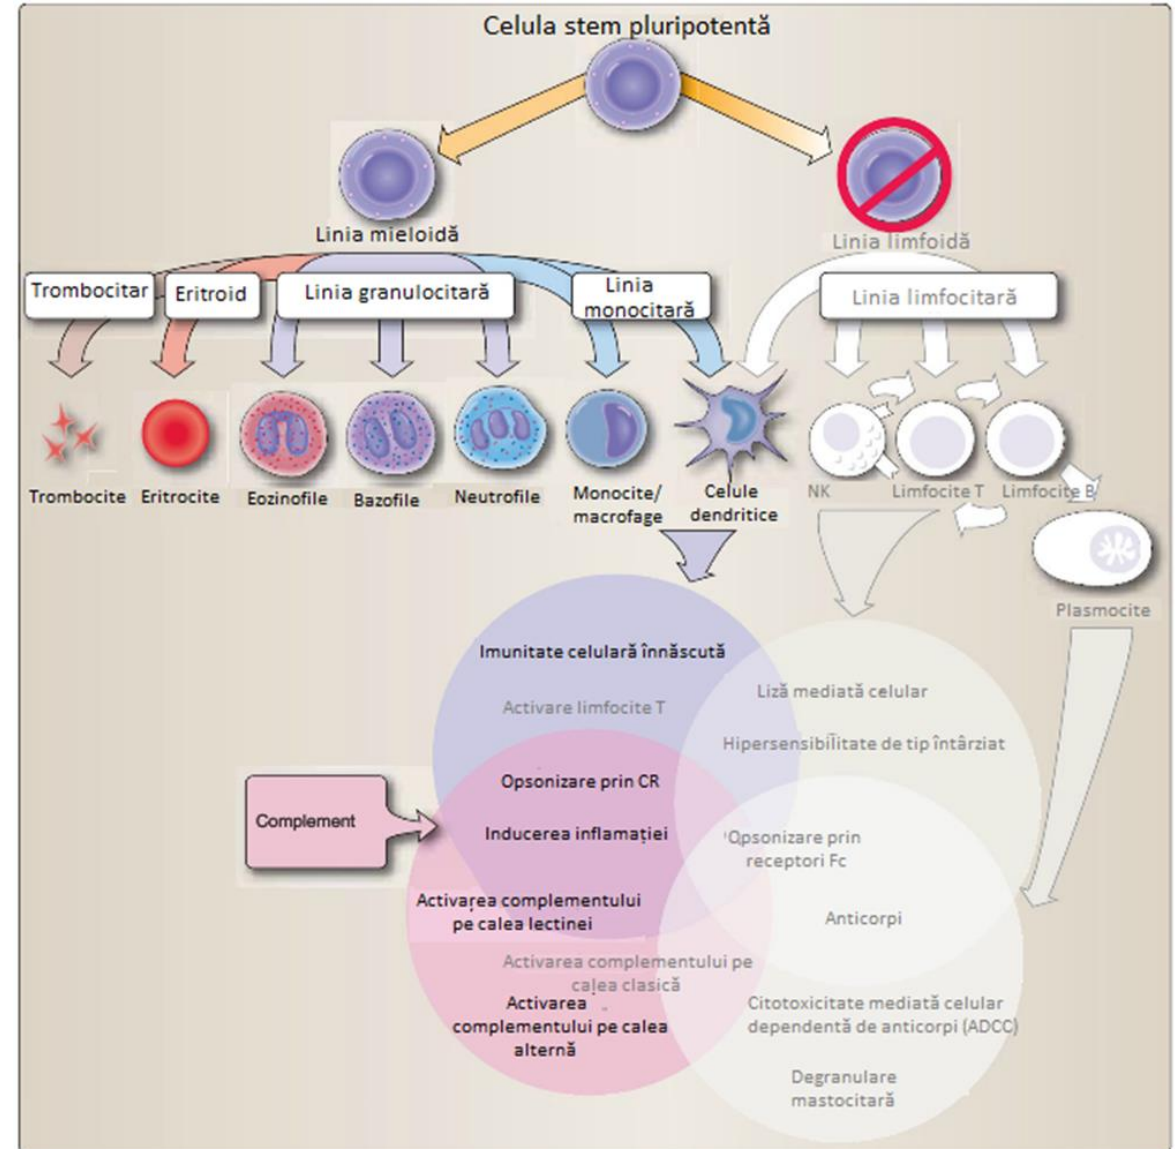 Celula stem pluripotentă
Linia mieloidă
Linia limfoidă
Trombocitar
Eritroid
Linia granulocitară
Linia
monocitară
Linia limfocitară
Trombocite
Eritrocite
Eozinofile
Bazofile
Neutrofile
Monocite/
macrofage
Celule
dendritice
NK
Limfocite T
Limfocite B
Plasmocite
Imunitate celulară înnăscută
Activare limfocite T
Liză mediată celular
Hipersensibilitate de tip întârziat
Opsonizare prin CR
Complement
Inducerea inflamației
Opsonizare prin
receptori Fc
Activarea complementului
pe calea lectinei
Anticorpi
Activarea complementului pe
calea clasică
Activarea
complementului pe calea
alternă
Citotoxicitate mediată celular
dependentă de anticorpi (ADCC)
Degranulare
mastocitară